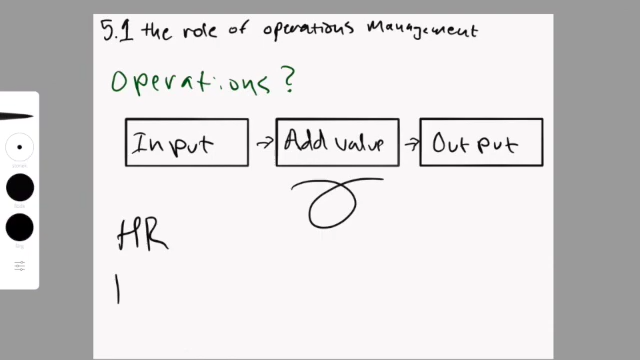 5.1 the role of operations management
Operations?
Input → Add value → Output
HR